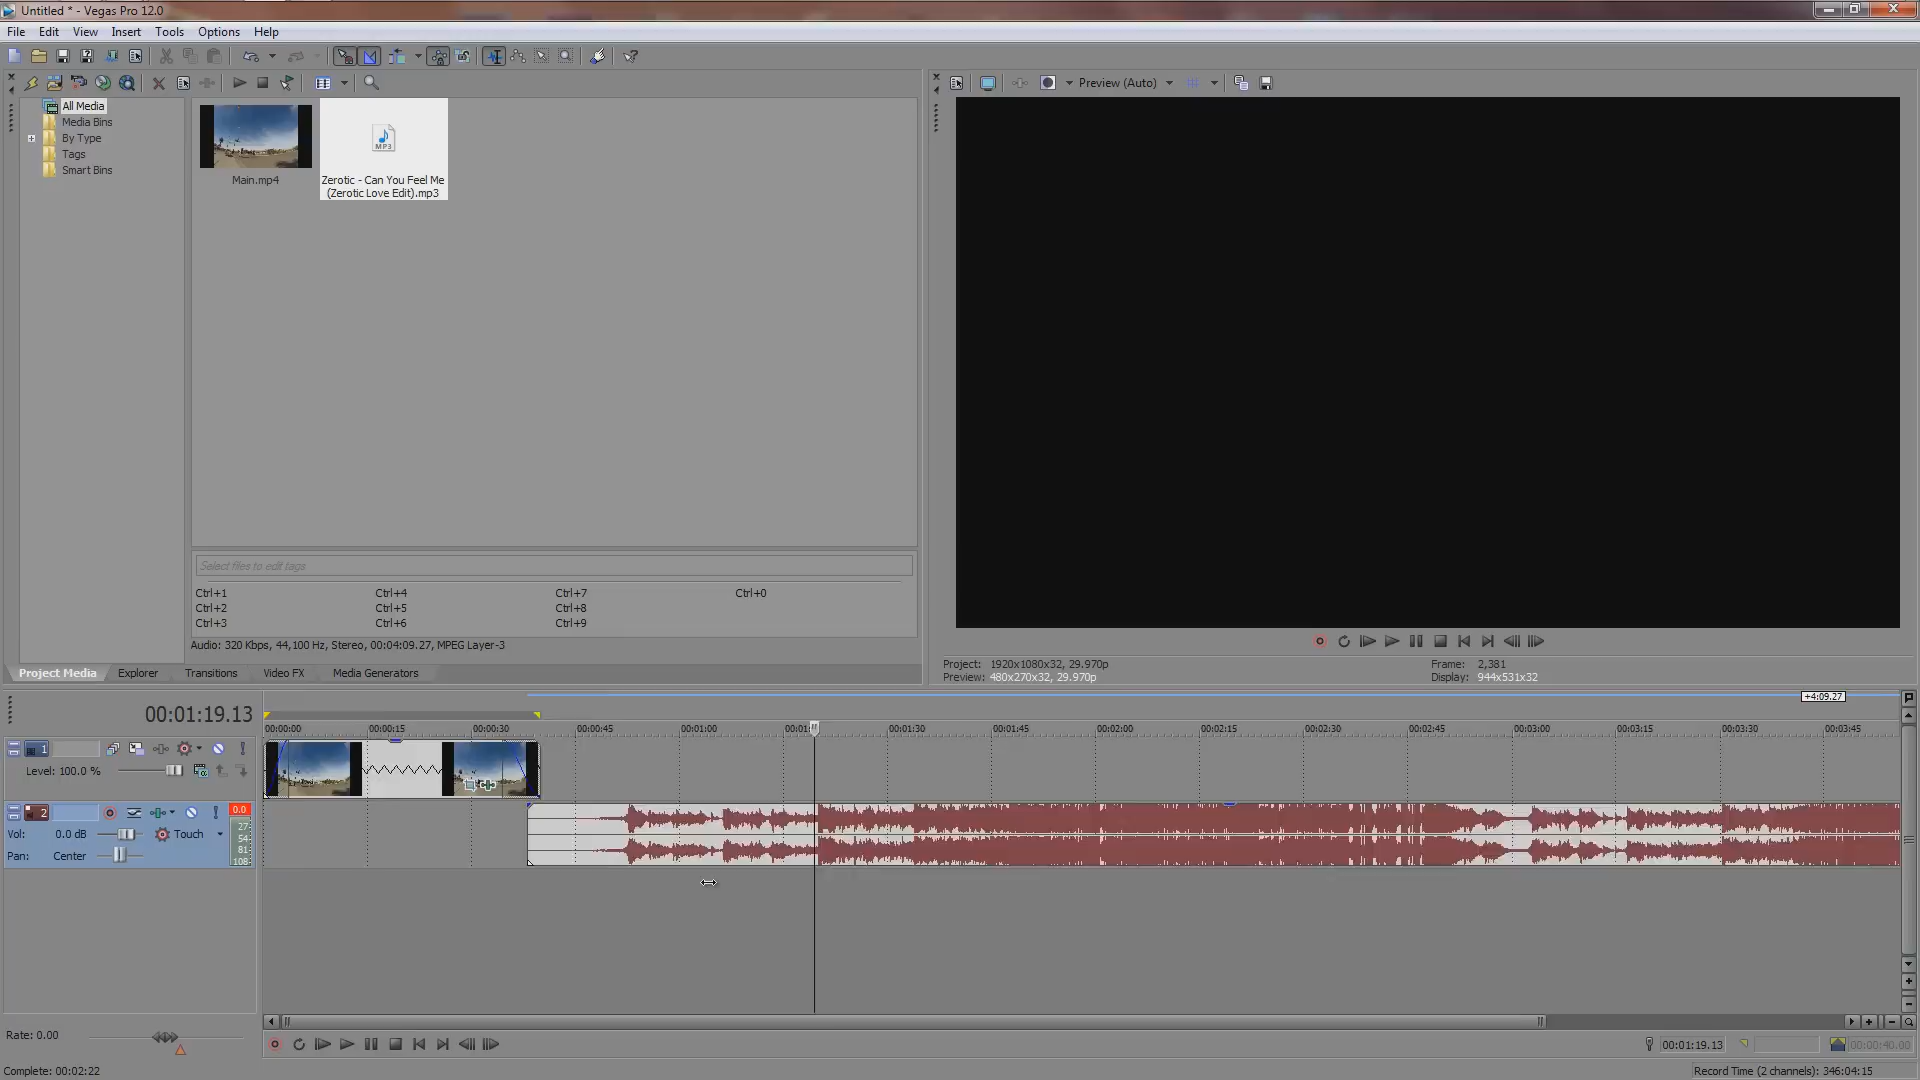 Untitled * - Vegas Pro 12.0
File Edit View Insert Tools Options Help
All Media
Media Bins
By Type
Tags
Smart Bins
Main.mp4
MP3
Zerotic - Can You Feel Me
(Zerotic Love Edit).mp3
Preview (Auto)
Select files to edit tags
Ctrl+1 Ctrl+4 Ctrl+7 Ctrl+0
Ctrl+2 Ctrl+5 Ctrl+8
Ctrl+3 Ctrl+6 Ctrl+9
Audio: 320 Kbps, 44,100 Hz, Stereo, 00:04:09.27, MPEG Layer-3
Project Media Explorer Transitions Video FX Media Generators
Project: 1920x1080x32, 29.970p Frame: 2,381
Preview: 480x270x32, 29.970p Display: 944x531x32
+4:09.27
00:01:19.13
00:00:00 00:00:15 00:00:30 00:00:45 00:01:00 00:01: 00:01:30 00:01:45 00:02:00 00:02:15 00:02:30 00:02:45 00:03:00 00:03:15 00:03:30 00:03:45
1
Level: 100.0 %
2 0.0
Vol: 0.0 dB Touch
Pan: Center
27
54
81
108
Rate: 0.00
00:01:19.13 00:00:40.00
Complete: 00:02:22
Record Time (2 channels): 346:04:15